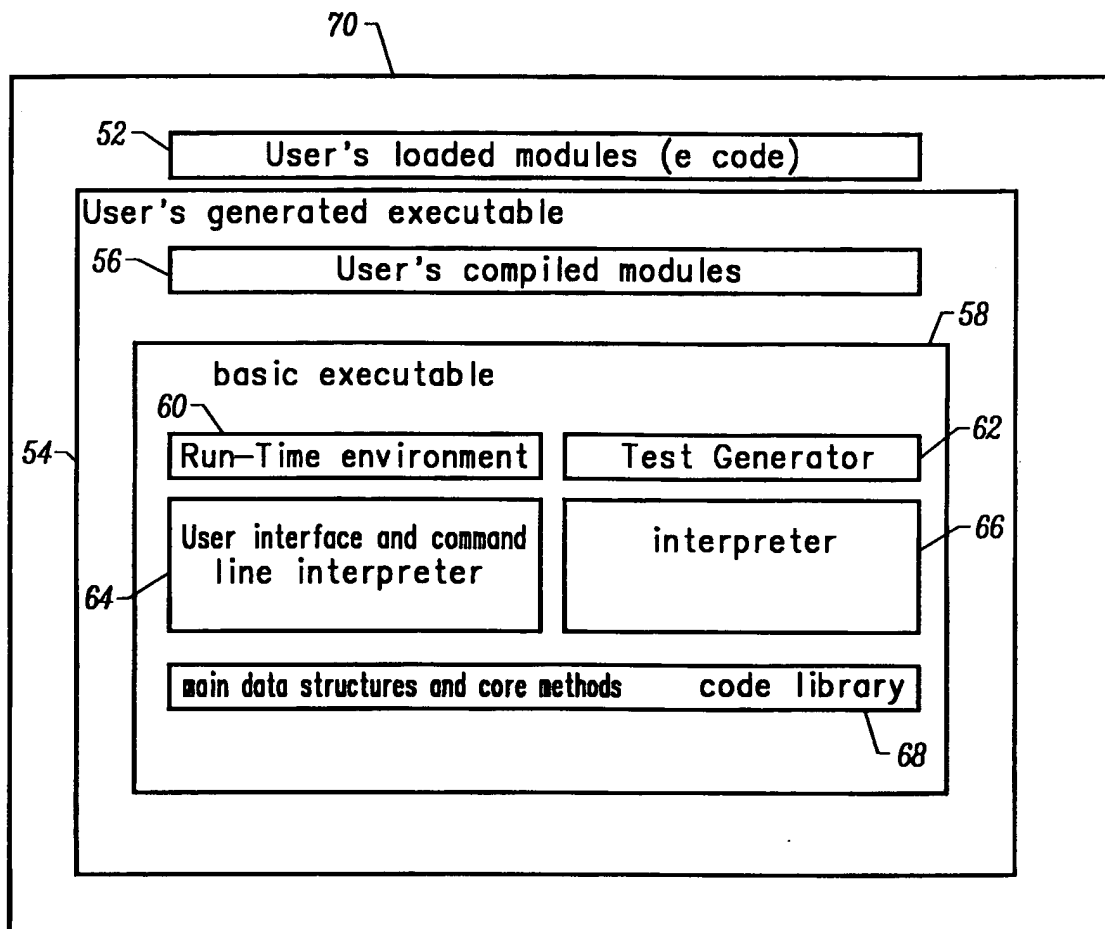 70
52
User's loaded modules (e code)
User's generated executable
56
User's compiled modules
58
basic executable
60
54
Run-Time environment
Test Generator
62
User interface and command
line interpreter
interpreter
66
64
main data structures and core methods code library
68